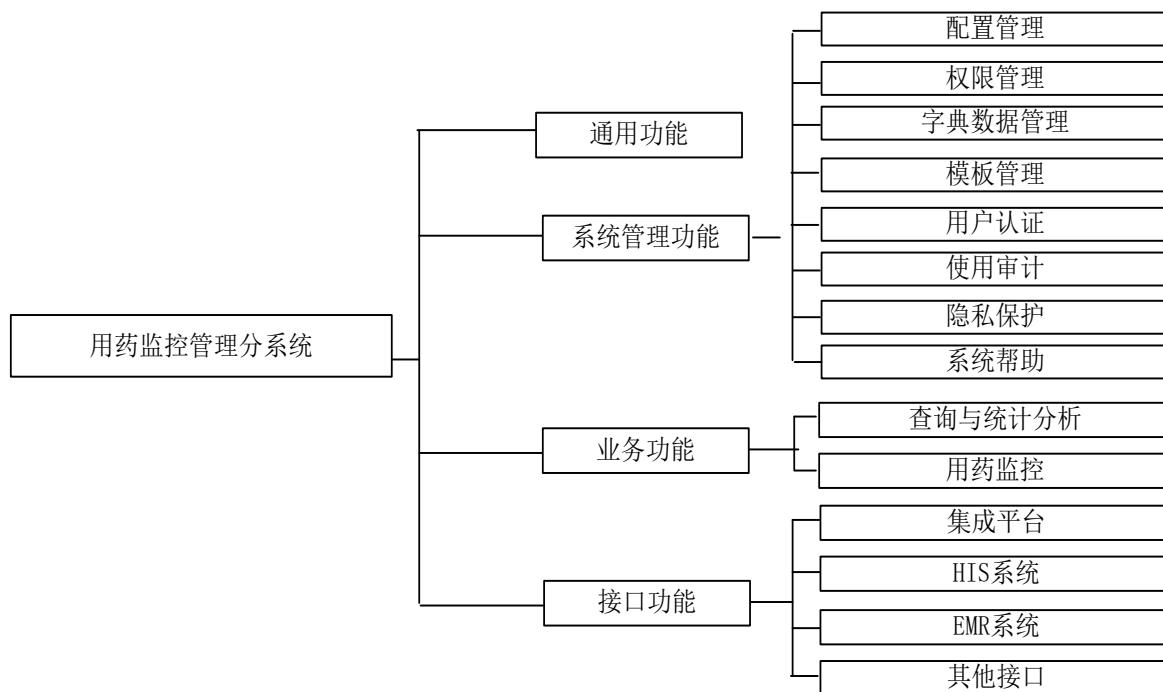 配置管理
权限管理
字典数据管理
通用功能
模板管理
用户认证
系统管理功能
使用审计
隐私保护
用药监控管理分系统
系统帮助
查询与统计分析
业务功能
用药监控
集成平台
HIS系统
接口功能
EMR系统
其他接口